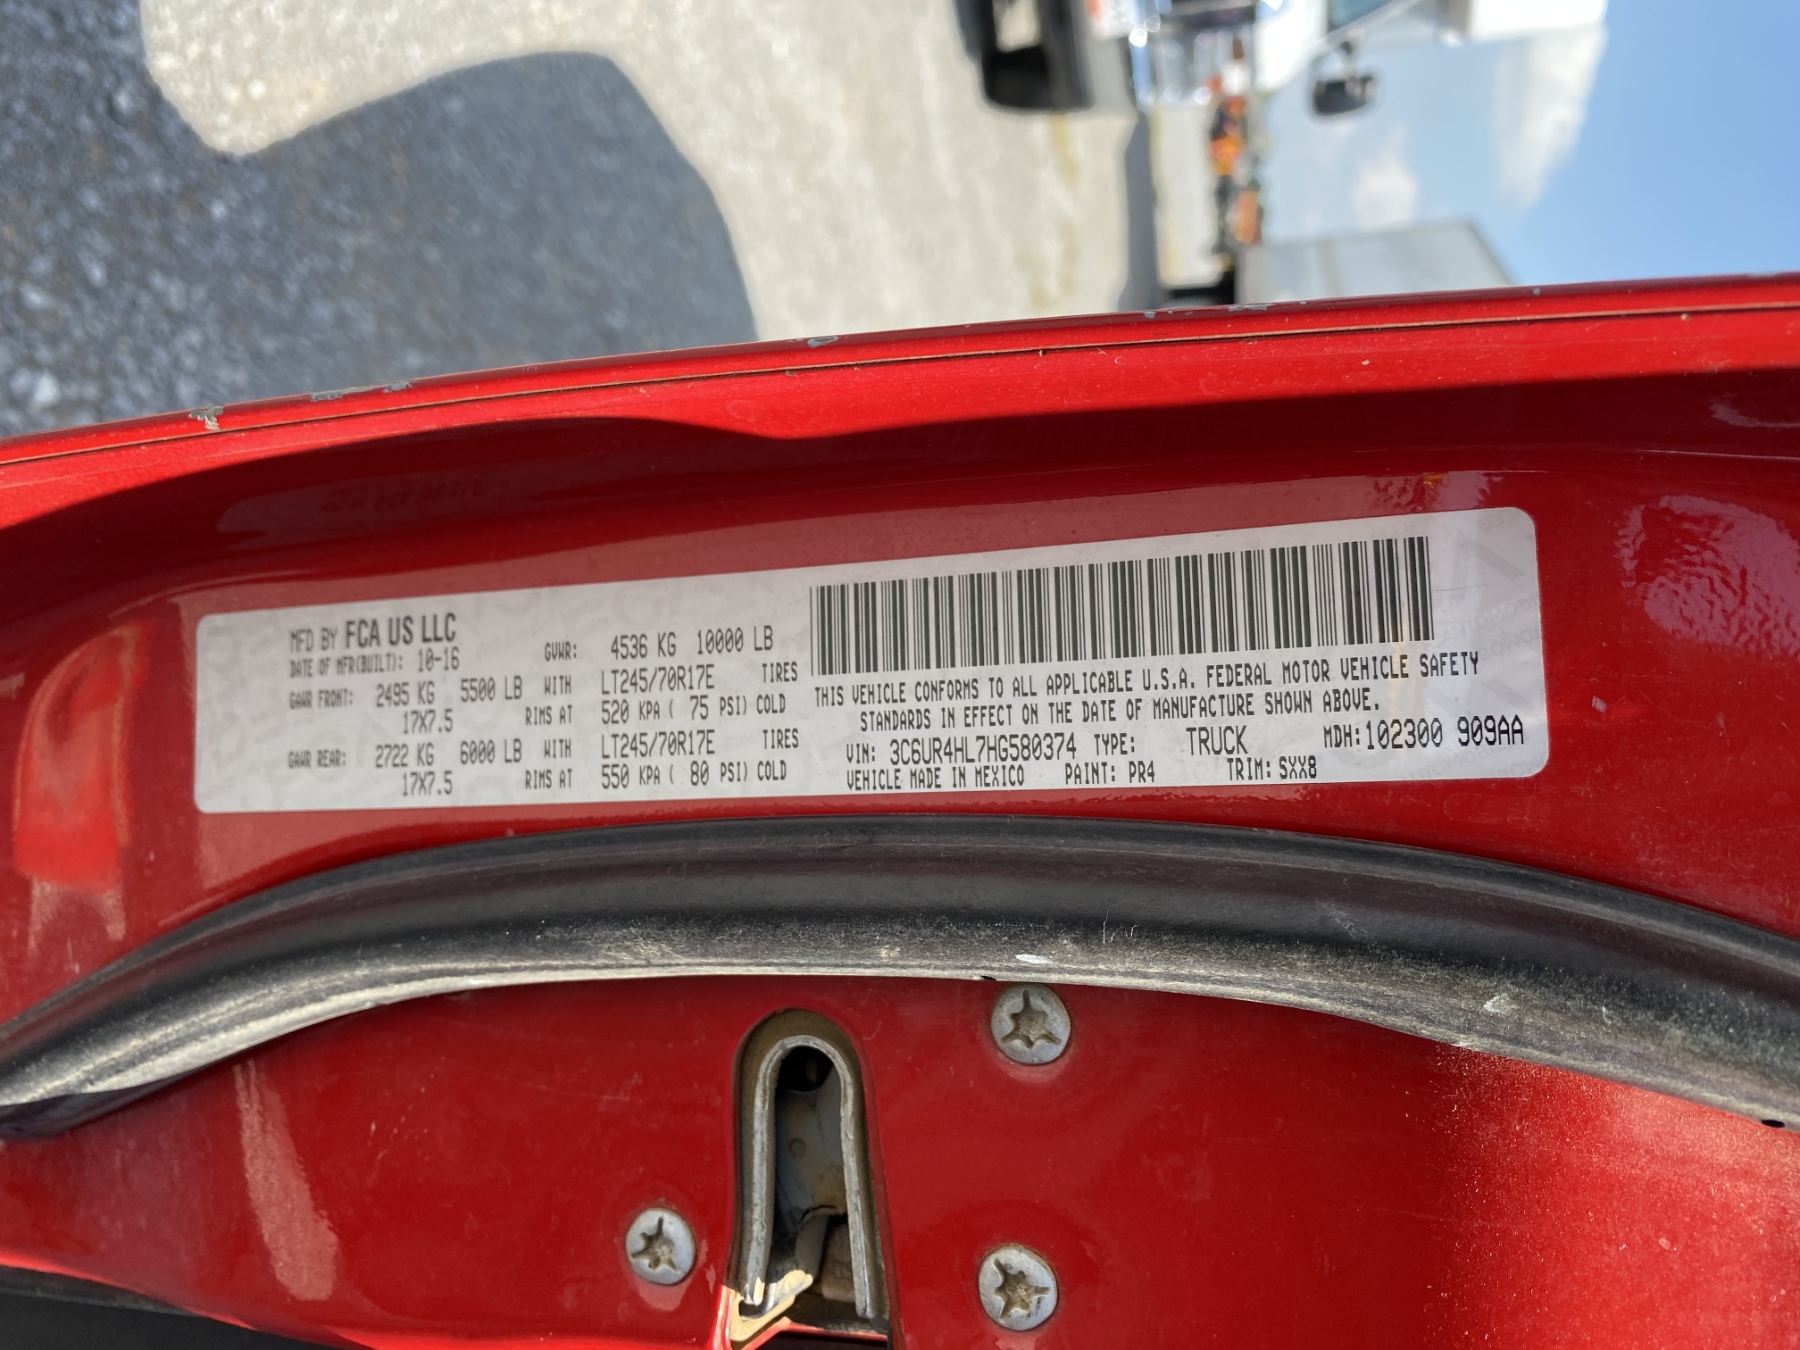 MFD BY FCA US LLC
DATE OF MFR(BUILT): 10-16 GVWR: 4536 KG 10000 LB
GAWR FRONT: 2495 KG 5500 LB WITH LT245/70R17E TIRES
17X7.5 RIMS AT 520 KPA ( 75 PSI) COLD
GAWR REAR: 2722 KG 6000 LB WITH LT245/70R17E TIRES
17X7.5 RIMS AT 550 KPA ( 80 PSI) COLD
THIS VEHICLE CONFORMS TO ALL APPLICABLE U.S.A. FEDERAL MOTOR VEHICLE SAFETY
STANDARDS IN EFFECT ON THE DATE OF MANUFACTURE SHOWN ABOVE.
VIN: 3C6UR4HL7HG580374 TYPE: TRUCK MDH:102300 909AA
VEHICLE MADE IN MEXICO PAINT: PR4 TRIM:SXX8